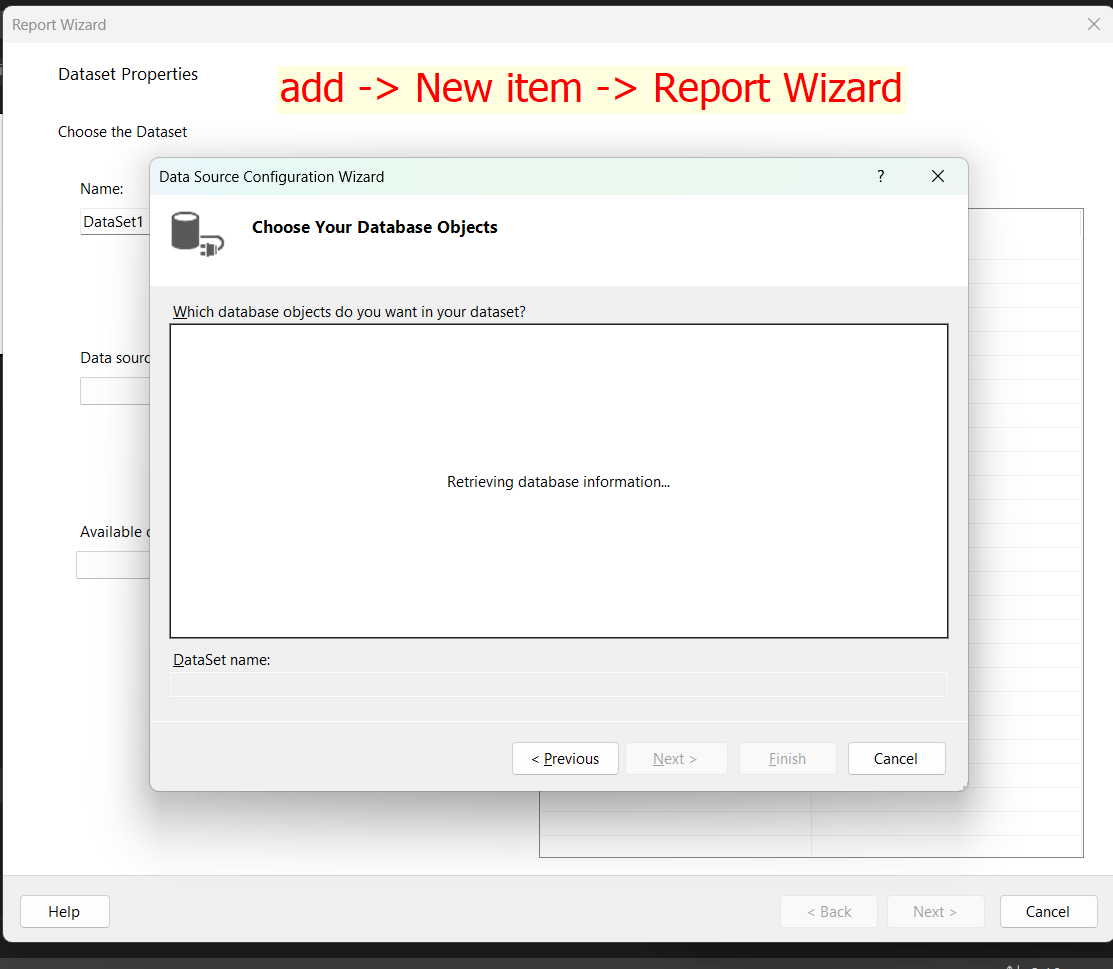 Report Wizard
Dataset Properties
add -> New item -> Report Wizard
Choose the Dataset
Name:
DataSet1
Data Source Configuration Wizard
?
Choose Your Database Objects
Which database objects do you want in your dataset?
Data sourc
Retrieving database information...
Available
DataSet name:
< Previous
Next >
Finish
Cancel
Help
< Back
Next >
Cancel